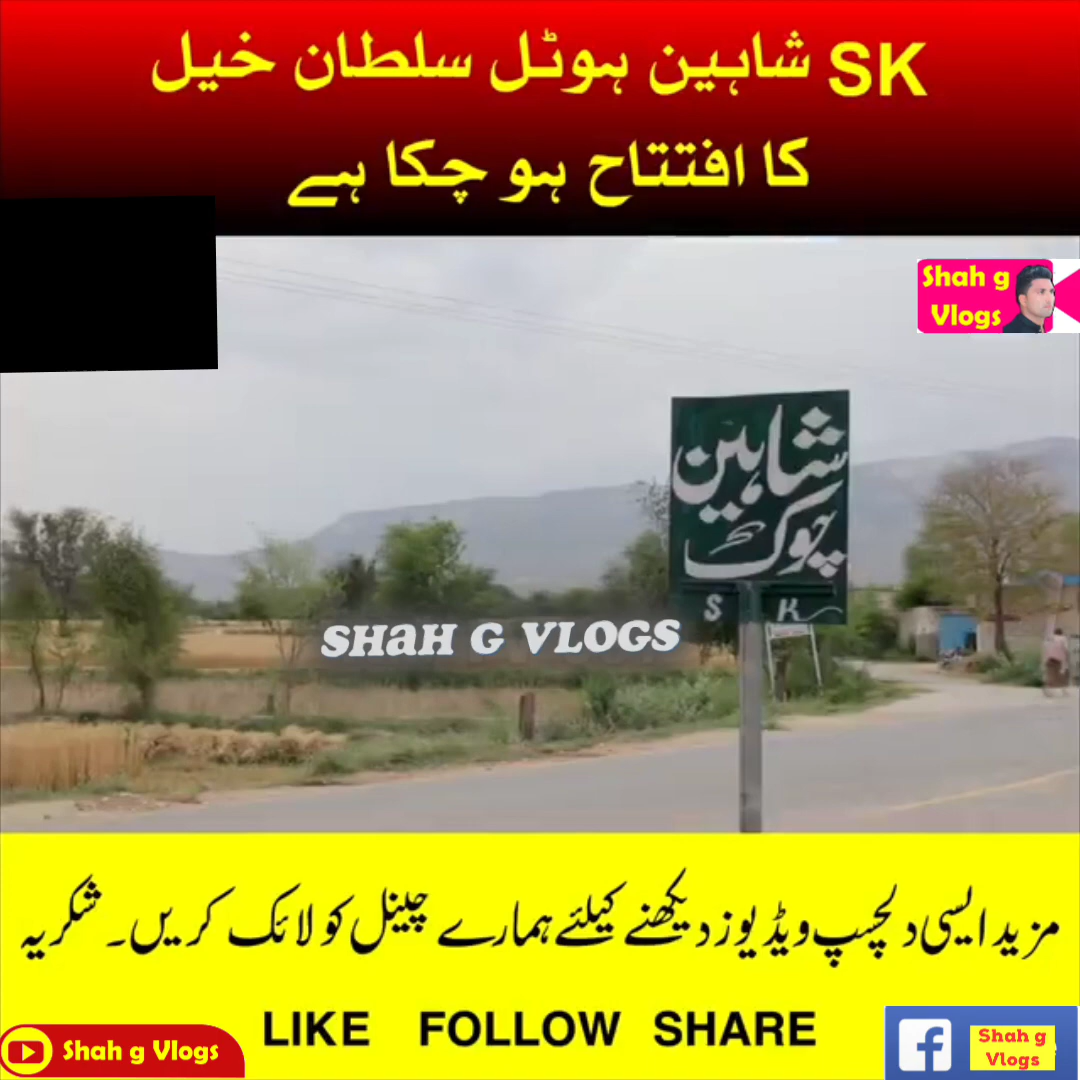 SK شاہین ہوٹل سلطان خیل
کا افتتاح ہو چکا ہے
Shah g
Vlogs
شاہین
چوک
S K
SHaH G VLOGS
مزید ایسی دلچسپ ویڈیوز دیکھنے کیلئے ہمارے چینل کو لائک کریں۔ شکریہ
LIKE FOLLOW SHARE
Shah g Vlogs
Shah g
Vlogs